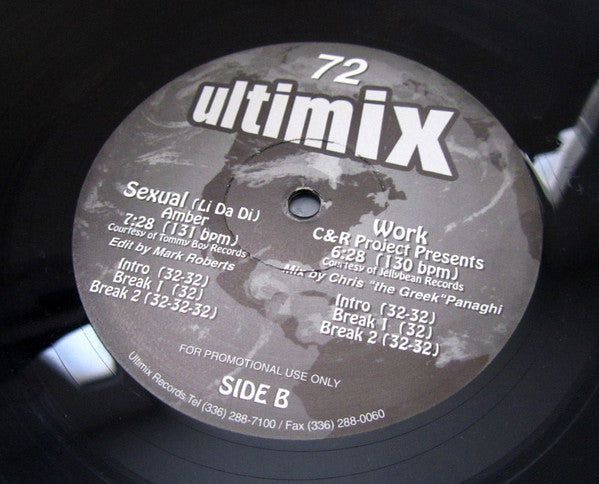 72
ultimix
Sexual (Li Da Di)
Amber
7:28 (131 bpm)
Courtesy of Tommy Boy Records
Edit by Mark Roberts
Intro (32-32)
Break 1 (32)
Break 2 (32-32-32)
Work
C&R Project Presents
6:28 (130 bpm)
Courtesy of Jellybean Records
Mix by Chris "the Greek"Panaghi
Intro (32-32)
Break 1 (32)
Break 2 (32-32)
FOR PROMOTIONAL USE ONLY
SIDE B
Ultimix Records.Tel (336) 288-7100 / Fax (336) 288-0060